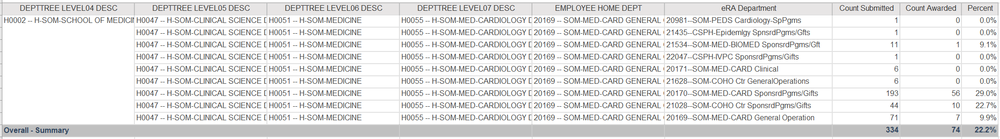 DEPTTREE LEVEL04 DESC DEPTTREE LEVEL05 DESC DEPTTREE LEVEL06 DESC DEPTTREE LEVEL07 DESC EMPLOYEE HOME DEPT eRA Department Count Submitted Count Awarded Percent
H0002 -- H-SOM-SCHOOL OF MEDICIN H0047 -- H-SOM-CLINICAL SCIENCE D H0051 -- H-SOM-MEDICINE H0055 -- H-SOM-MED-CARDIOLOGY D 20169 -- SOM-MED-CARD GENERAL 20981--SOM-PEDS Cardiology-SpPgms 1 0 0.0%
H0047 -- H-SOM-CLINICAL SCIENCE D H0051 -- H-SOM-MEDICINE H0055 -- H-SOM-MED-CARDIOLOGY D 20169 -- SOM-MED-CARD GENERAL 21435--CSPH-Epidemlgy SpnsrdPgms/Gfts 1 0 0.0%
H0047 -- H-SOM-CLINICAL SCIENCE D H0051 -- H-SOM-MEDICINE H0055 -- H-SOM-MED-CARDIOLOGY D 20169 -- SOM-MED-CARD GENERAL 21534--SOM-MED-BIOMED SponsrdPgms/Gft 11 1 9.1%
H0047 -- H-SOM-CLINICAL SCIENCE D H0051 -- H-SOM-MEDICINE H0055 -- H-SOM-MED-CARDIOLOGY D 20169 -- SOM-MED-CARD GENERAL 22047--CSPH-IVPC SponsrdPgms/Gifts 1 0 0.0%
H0047 -- H-SOM-CLINICAL SCIENCE D H0051 -- H-SOM-MEDICINE H0055 -- H-SOM-MED-CARDIOLOGY D 20169 -- SOM-MED-CARD GENERAL 20171--SOM-MED-CARD Clinical 6 0 0.0%
H0047 -- H-SOM-CLINICAL SCIENCE D H0051 -- H-SOM-MEDICINE H0055 -- H-SOM-MED-CARDIOLOGY D 20169 -- SOM-MED-CARD GENERAL 21628--SOM-COHO Ctr GeneralOperations 6 0 0.0%
H0047 -- H-SOM-CLINICAL SCIENCE D H0051 -- H-SOM-MEDICINE H0055 -- H-SOM-MED-CARDIOLOGY D 20169 -- SOM-MED-CARD GENERAL 20170--SOM-MED-CARD SponsrdPgms/Gifts 193 56 29.0%
H0047 -- H-SOM-CLINICAL SCIENCE D H0051 -- H-SOM-MEDICINE H0055 -- H-SOM-MED-CARDIOLOGY D 20169 -- SOM-MED-CARD GENERAL 21028--SOM-COHO Ctr SponsrdPgms/Gifts 44 10 22.7%
H0047 -- H-SOM-CLINICAL SCIENCE D H0051 -- H-SOM-MEDICINE H0055 -- H-SOM-MED-CARDIOLOGY D 20169 -- SOM-MED-CARD GENERAL 20169--SOM-MED-CARD General Operation 71 7 9.9%
Overall - Summary 334 74 22.2%